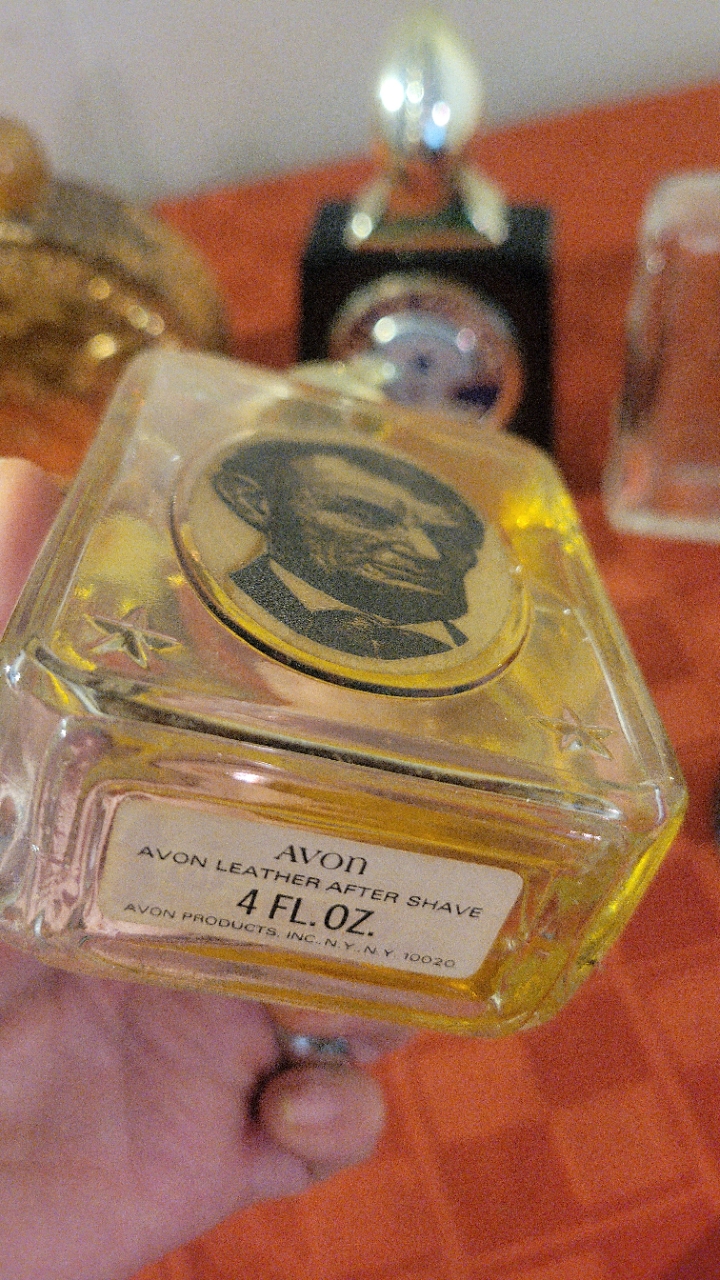 AVON
AVON LEATHER AFTER SHAVE
4 FL.OZ.
AVON PRODUCTS, INC. N.Y., N.Y. 10020